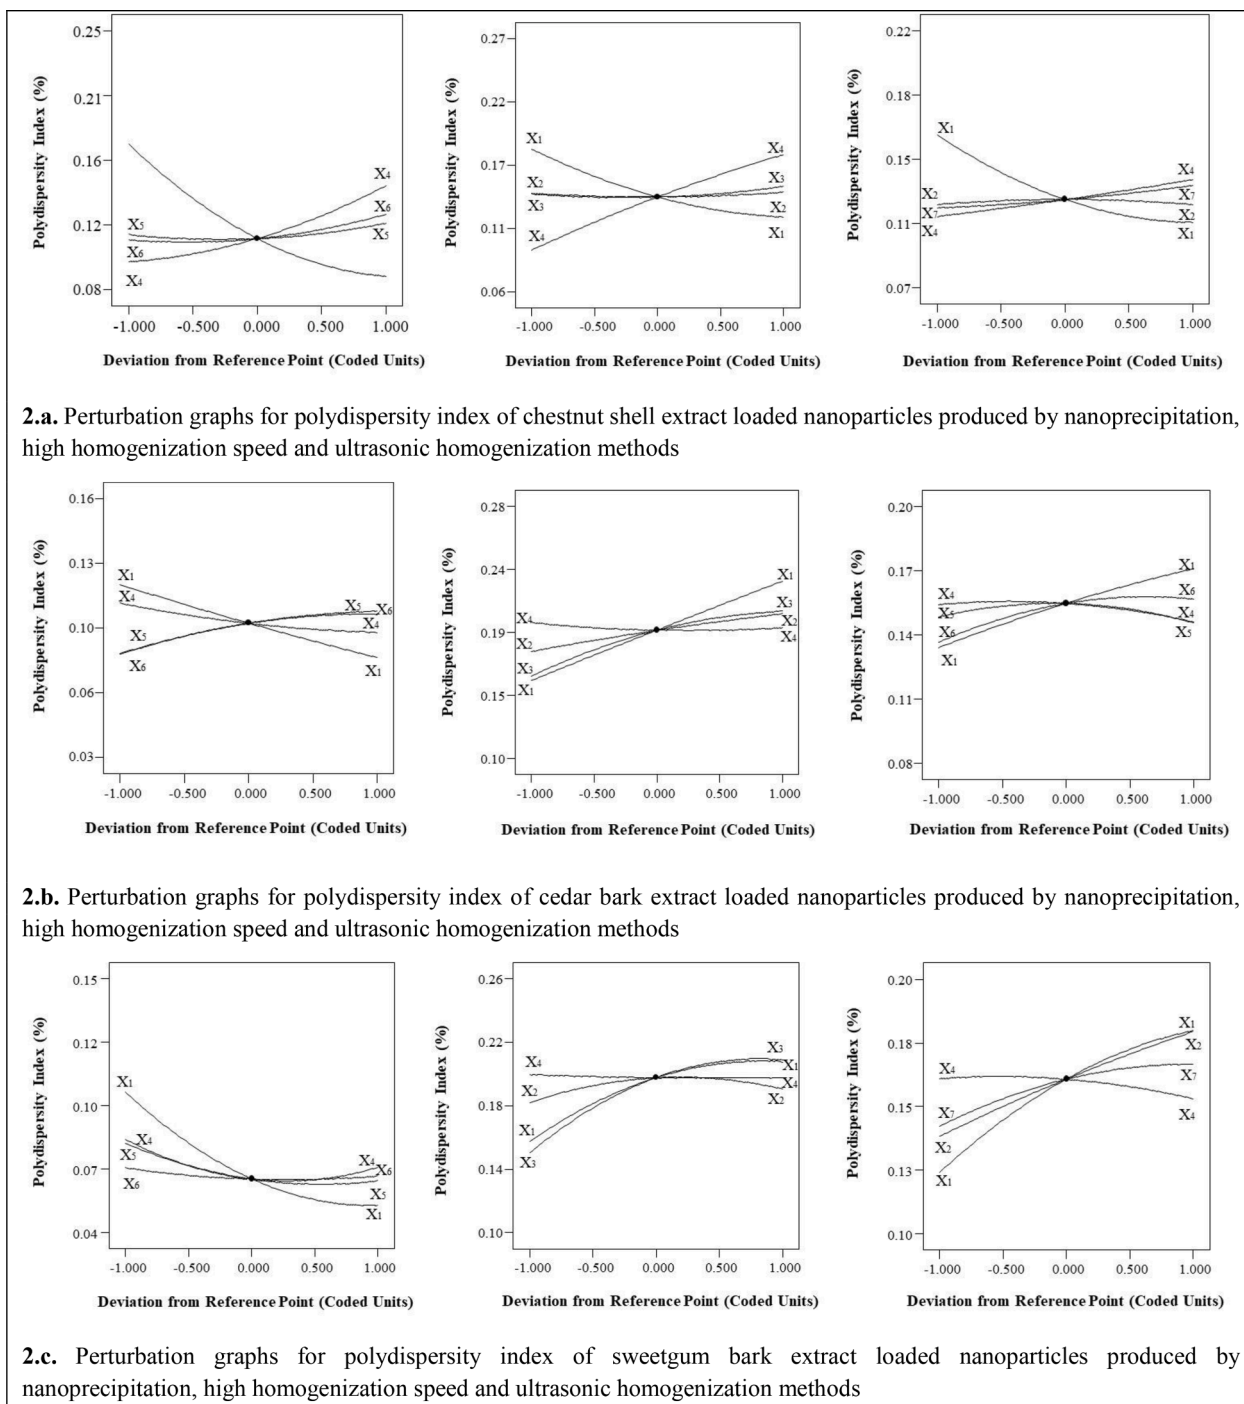 0.25
0.21
0.16
0.12
0.08
Polydispersity Index (%)
X4
X6
X5
X5
X6
X4
-1.000 -0.500 0.000 0.500 1.000
Deviation from Reference Point (Coded Units)
0.27
0.22
0.17
0.11
0.06
Polydispersity Index (%)
X1
X2
X3
X4
X4
X3
X2
X1
-1.000 -0.500 0.000 0.500 1.000
Deviation from Reference Point (Coded Units)
0.22
0.18
0.15
0.11
0.07
Polydispersity Index (%)
X1
X2
X7
X4
X4
X7
X2
X1
-1.000 -0.500 0.000 0.500 1.000
Deviation from Reference Point (Coded Units)
2.a. Perturbation graphs for polydispersity index of chestnut shell extract loaded nanoparticles produced by nanoprecipitation,
high homogenization speed and ultrasonic homogenization methods
0.16
0.13
0.10
0.06
0.03
Polydispersity Index (%)
X1
X4
X5
X6
X5
X6
X4
X1
-1.000 -0.500 0.000 0.500 1.000
Deviation from Reference Point (Coded Units)
0.28
0.24
0.19
0.15
0.10
Polydispersity Index (%)
X4
X2
X3
X1
X1
X3
X2
X4
-1.000 -0.500 0.000 0.500 1.000
Deviation from Reference Point (Coded Units)
0.20
0.17
0.14
0.11
0.08
Polydispersity Index (%)
X4
X5
X6
X1
X1
X6
X4
X5
-1.000 -0.500 0.000 0.500 1.000
Deviation from Reference Point (Coded Units)
2.b. Perturbation graphs for polydispersity index of cedar bark extract loaded nanoparticles produced by nanoprecipitation,
high homogenization speed and ultrasonic homogenization methods
0.15
0.12
0.10
0.07
0.04
Polydispersity Index (%)
X1
X4
X5
X6
X4
X6
X5
X1
-1.000 -0.500 0.000 0.500 1.000
Deviation from Reference Point (Coded Units)
0.26
0.22
0.18
0.14
0.10
Polydispersity Index (%)
X4
X2
X1
X3
X3
X1
X4
X2
-1.000 -0.500 0.000 0.500 1.000
Deviation from Reference Point (Coded Units)
0.20
0.18
0.15
0.13
0.10
Polydispersity Index (%)
X4
X7
X2
X1
X1
X2
X7
X4
-1.000 -0.500 0.000 0.500 1.000
Deviation from Reference Point (Coded Units)
2.c. Perturbation graphs for polydispersity index of sweetgum bark extract loaded nanoparticles produced by
nanoprecipitation, high homogenization speed and ultrasonic homogenization methods